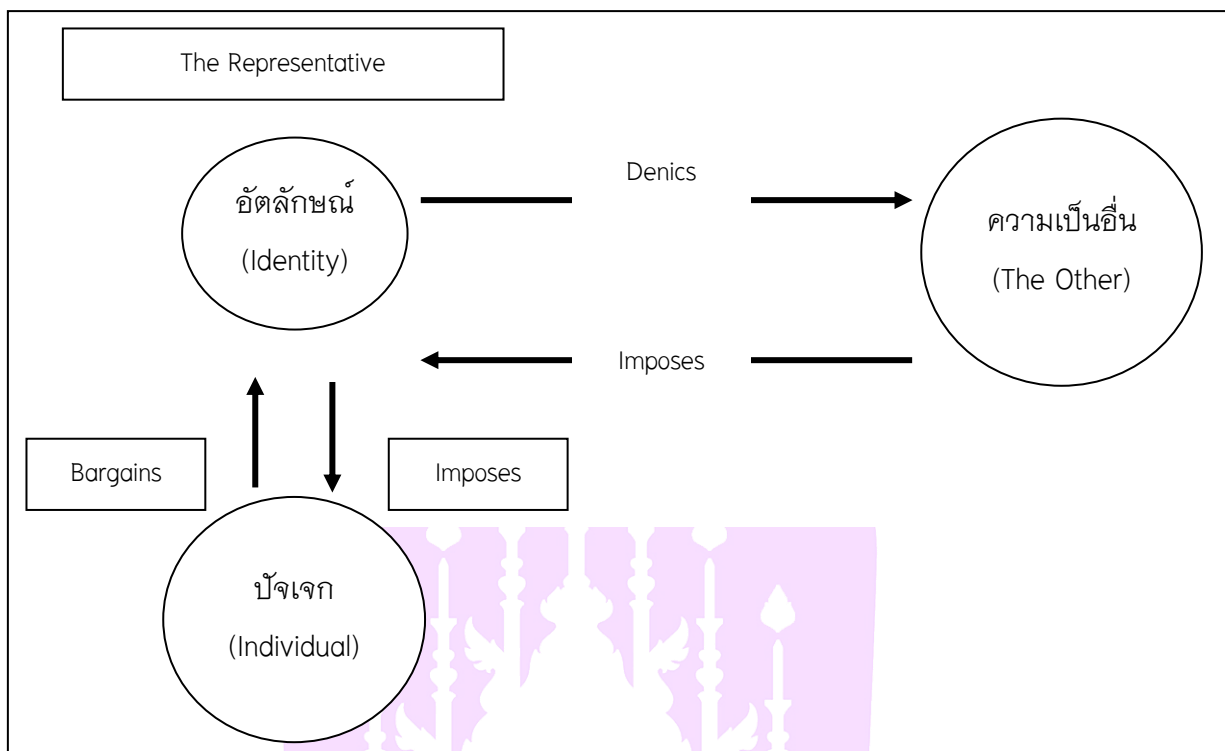 The Representative
อัตลักษณ์
(Identity)
Denics
ความเป็นอื่น
(The Other)
Imposes
Bargains
Imposes
ปัจเจก
(Individual)